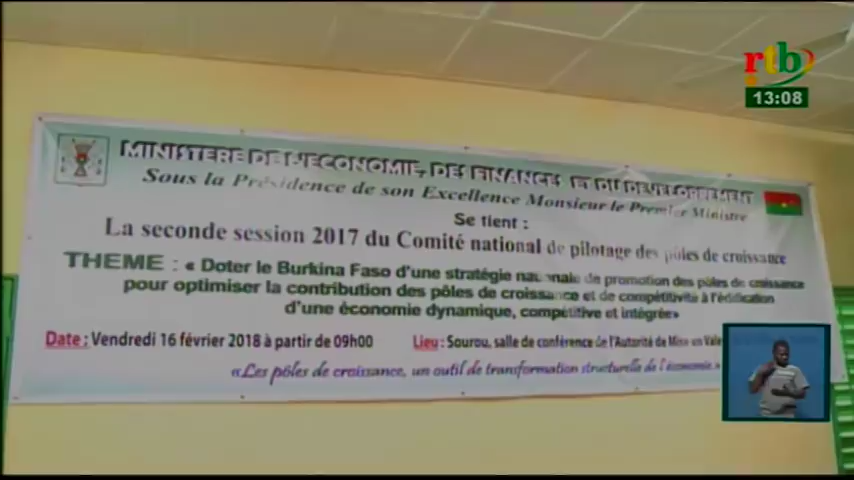 rtb
13:08
MINISTERE DE L'ECONOMIE, DES FINANCES ET DU DEVELOPPEMENT
Sous la Présidence de son Excellence Monsieur le Premier Ministre
Se tient :
La seconde session 2017 du Comité national de pilotage des pôles de croissance
THEME : « Doter le Burkina Faso d'une stratégie nationale de promotion des pôles de croissance
pour optimiser la contribution des pôles de croissance et de compétitivité à l'édification
d'une économie dynamique, compétitive et intégrée»
Date : Vendredi 16 février 2018 à partir de 09h00
Lieu : Sourou, salle de conférence de l'Autorité de Mise en Vale
«Les pôles de croissance, un outil de transformation structurelle de l'économie.»